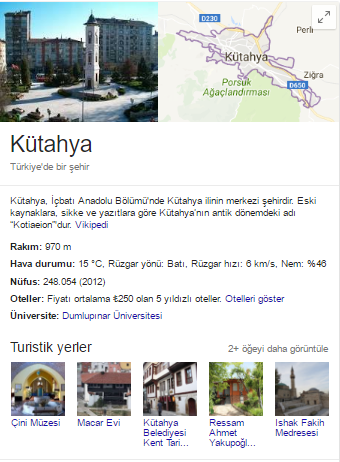 D230
Perli
Kütahya
Zığra
Porsuk
Ağaçlandırması
D650
Kütahya
Türkiye'de bir şehir
Kütahya, İçbatı Anadolu Bölümü'nde Kütahya ilinin merkezi şehirdir. Eski
kaynaklara, sikke ve yazıtlara göre Kütahya'nın antik dönemdeki adı
"Kotiaeion"'dur. Vikipedi
Rakım: 970 m
Hava durumu: 15 °C, Rüzgar yönü: Batı, Rüzgar hızı: 6 km/s, Nem: %46
Nüfus: 248.054 (2012)
Oteller: Fiyatı ortalama ₺250 olan 5 yıldızlı oteller. Otelleri göster
Üniversite: Dumlupınar Üniversitesi
Turistik yerler
2+ öğeyi daha görüntüle
Çini Müzesi
Macar Evi
Kütahya
Belediyesi
Kent Tari...
Ressam
Ahmet
Yakupoğl...
Ishak Fakih
Medresesi